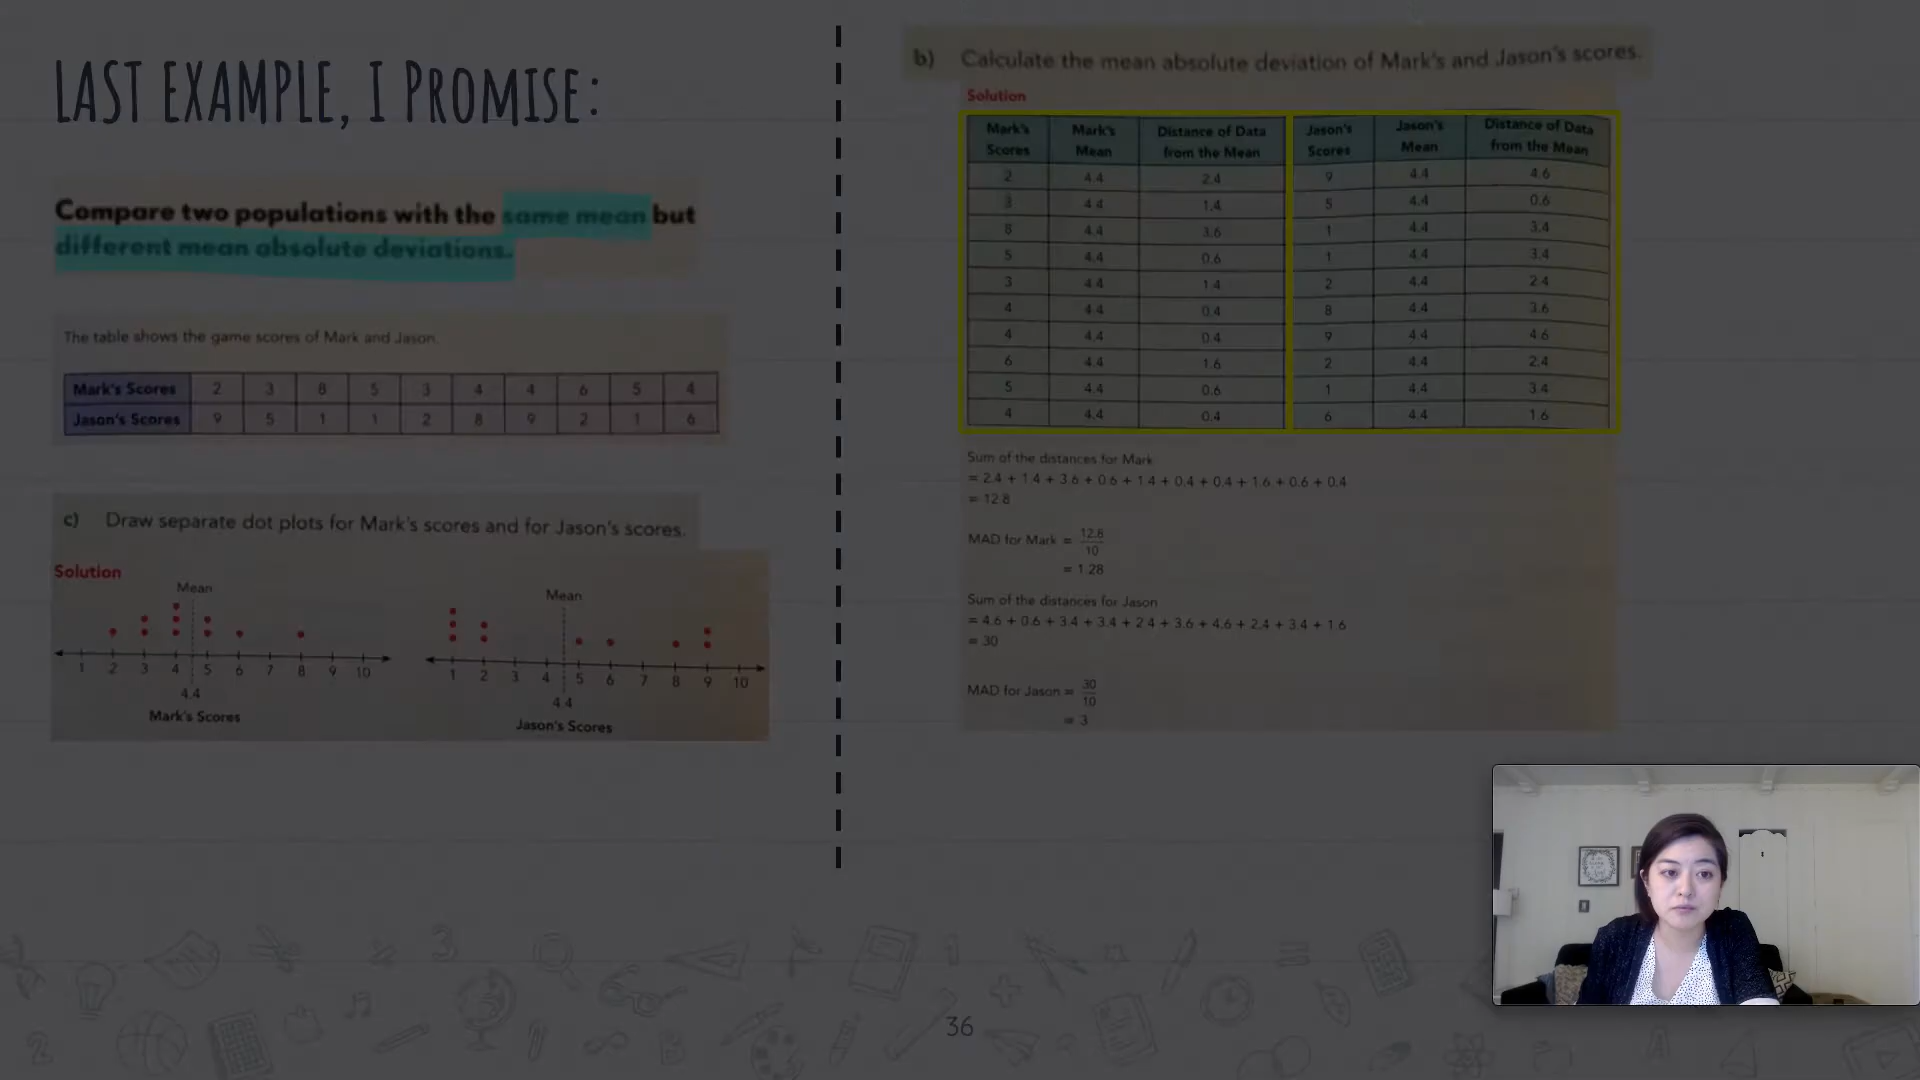 LAST EXAMPLE, I PROMISE:
Compare two populations with the same mean but
different mean absolute deviations.
The table shows the game scores of Mark and Jason.
Mark's Scores 2 3 8 5 3 4 4 6 5 4
Jason's Scores 9 5 1 1 2 8 9 2 1 6
c) Draw separate dot plots for Mark's scores and for Jason's scores.
Solution
Mean
1 2 3 4 5 6 7 8 9 10
4.4
Mark's Scores
Mean
1 2 3 4 5 6 7 8 9 10
4.4
Jason's Scores
b) Calculate the mean absolute deviation of Mark's and Jason's scores.
Solution
Mark's Scores Mark's Mean Distance of Data from the Mean Jason's Scores Jason's Mean Distance of Data from the Mean
2 4.4 2.4 9 4.4 4.6
3 4.4 1.4 5 4.4 0.6
8 4.4 3.6 1 4.4 3.4
5 4.4 0.6 1 4.4 3.4
3 4.4 1.4 2 4.4 2.4
4 4.4 0.4 8 4.4 3.6
4 4.4 0.4 9 4.4 4.6
6 4.4 1.6 2 4.4 2.4
5 4.4 0.6 1 4.4 3.4
4 4.4 0.4 6 4.4 1.6
Sum of the distances for Mark
= 2.4 + 1.4 + 3.6 + 0.6 + 1.4 + 0.4 + 0.4 + 1.6 + 0.6 + 0.4
= 12.8
MAD for Mark = 12.8
10
= 1.28
Sum of the distances for Jason
= 4.6 + 0.6 + 3.4 + 3.4 + 2.4 + 3.6 + 4.6 + 2.4 + 3.4 + 1.6
= 30
MAD for Jason = 30
10
= 3
36